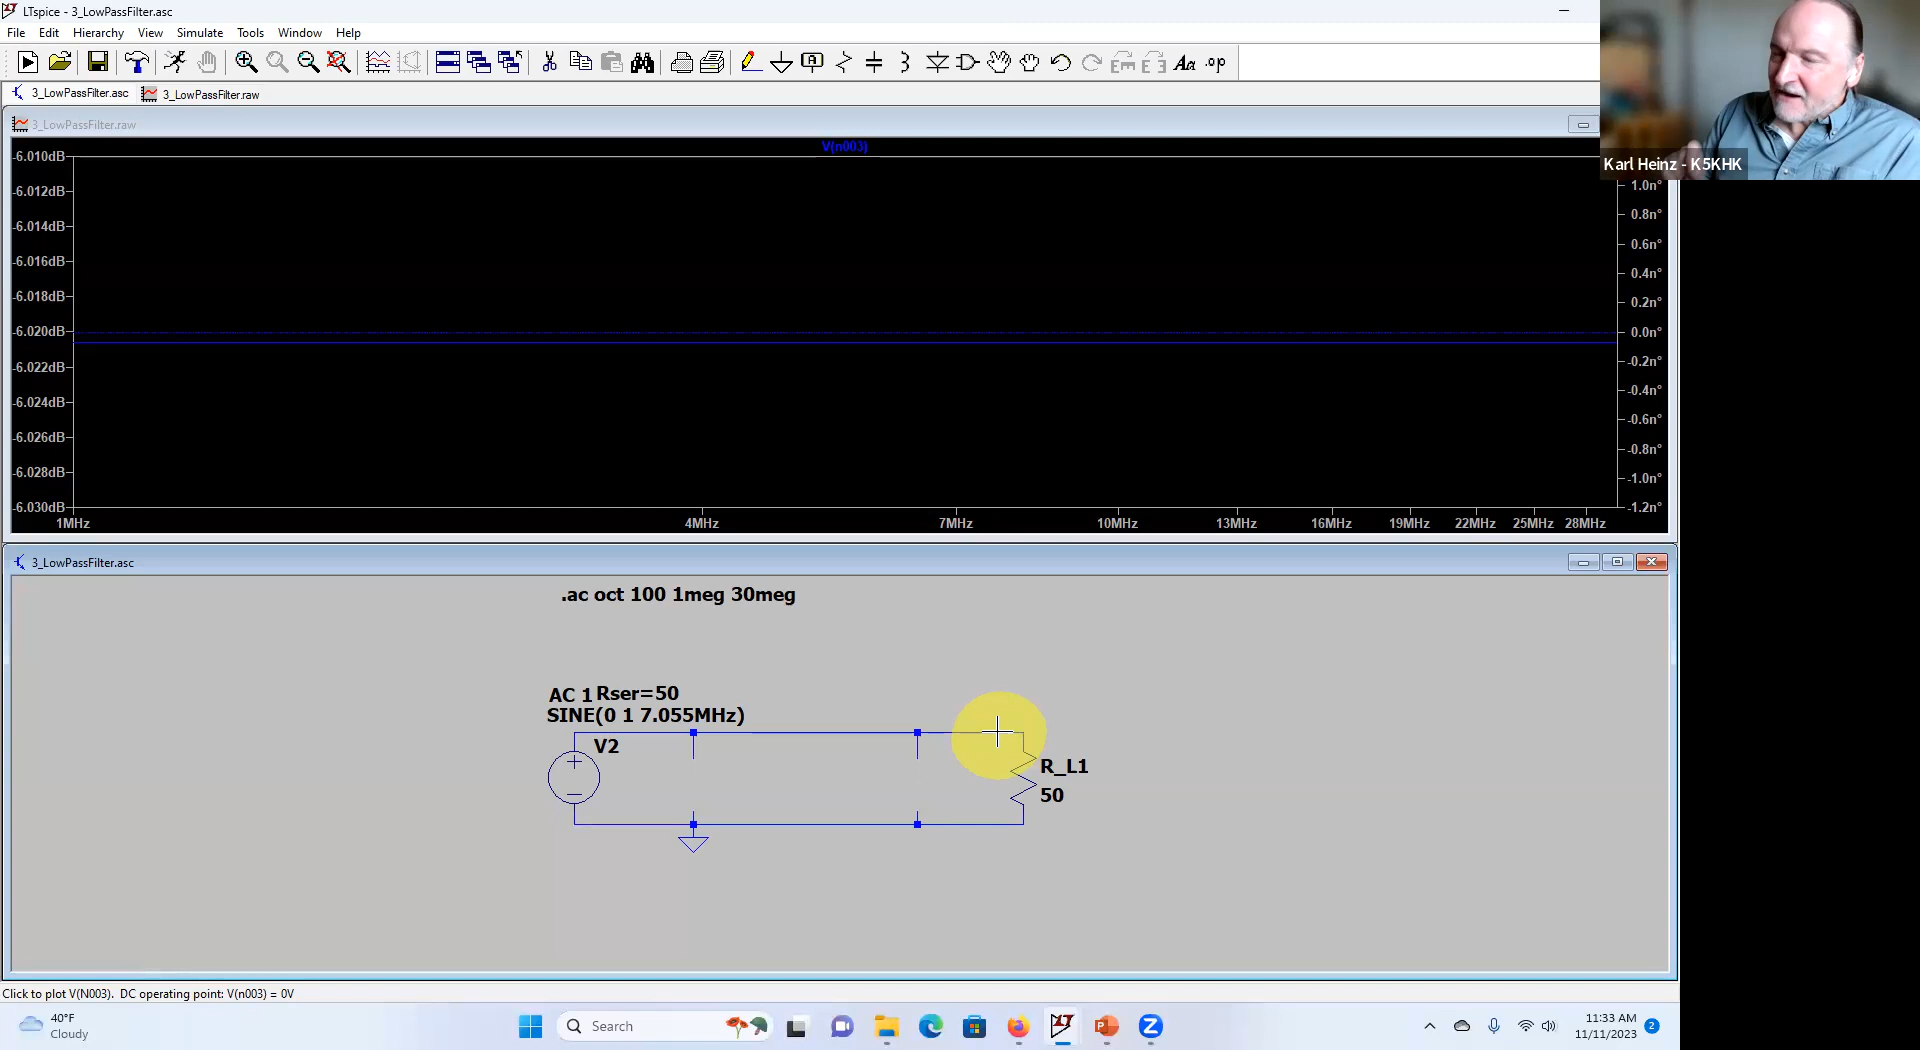 LTspice - 3_LowPassFilter.asc
File Edit Hierarchy View Simulate Tools Window Help
A Aa .op
3_LowPassFilter.asc 3_LowPassFilter.raw
3_LowPassFilter.raw
V(n003)
-6.010dB
-6.012dB
-6.014dB
-6.016dB
-6.018dB
-6.020dB
-6.022dB
-6.024dB
-6.026dB
-6.028dB
-6.030dB
1.0n°
0.8n°
0.6n°
0.4n°
0.2n°
0.0n°
-0.2n°
-0.4n°
-0.6n°
-0.8n°
-1.0n°
-1.2n°
1MHz 4MHz 7MHz 10MHz 13MHz 16MHz 19MHz 22MHz 25MHz 28MHz
Karl Heinz - K5KHK
3_LowPassFilter.asc
.ac oct 100 1meg 30meg
AC 1 Rser=50
SINE(0 1 7.055MHz)
V2
R_L1
50
Click to plot V(N003). DC operating point: V(n003) = 0V
40°F
Cloudy
Search
11:33 AM
11/11/2023
2